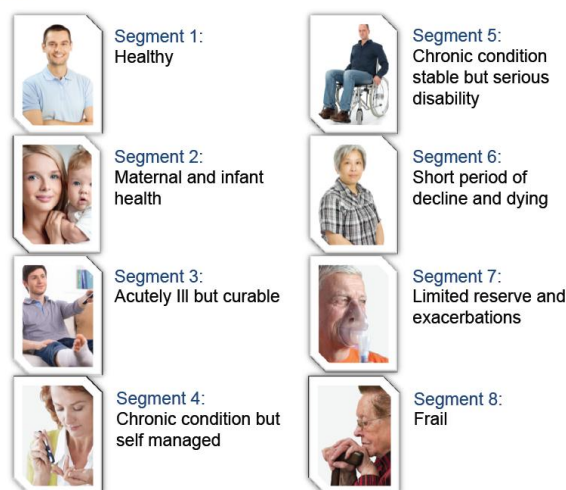 Segment 1:
Healthy
Segment 2:
Maternal and infant
health
Segment 3:
Acutely Ill but curable
Segment 4:
Chronic condition but
self managed
Segment 5:
Chronic condition
stable but serious
disability
Segment 6:
Short period of
decline and dying
Segment 7:
Limited reserve and
exacerbations
Segment 8:
Frail